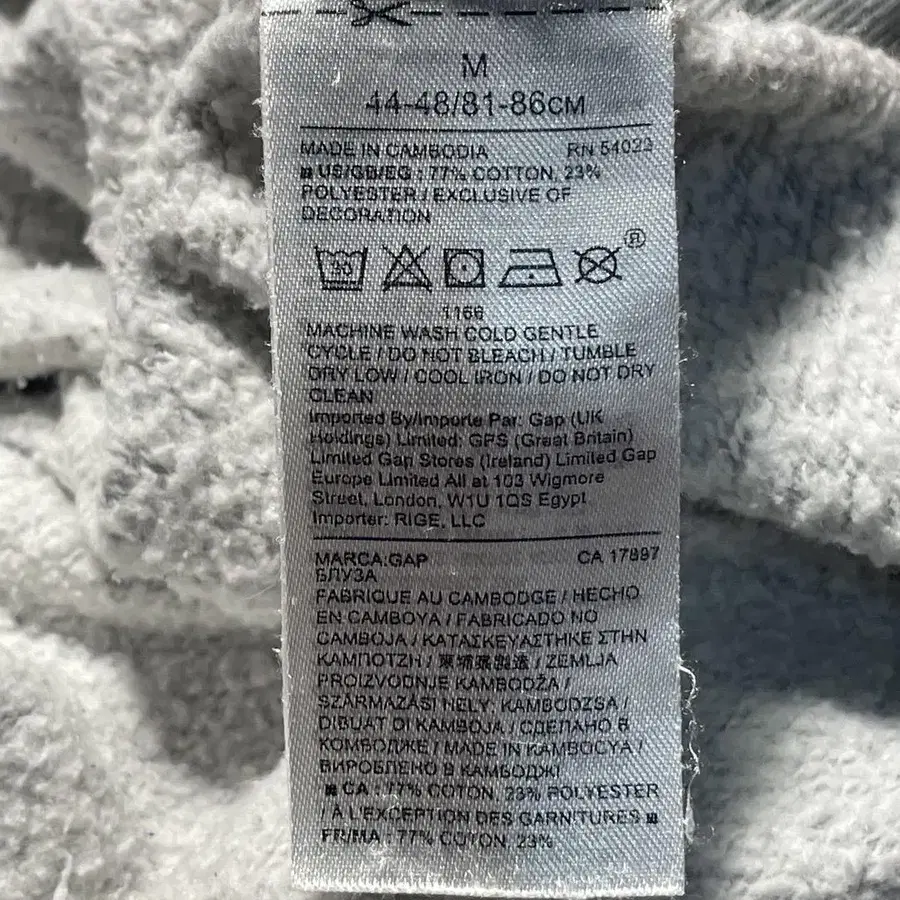 M
44-48/81-86CM
MADE IN CAMBODIA RN 54023
US/GB/EG : 77% COTTON, 23%
POLYESTER / EXCLUSIVE OF
DECORATION
30
®
1166
MACHINE WASH COLD GENTLE
CYCLE / DO NOT BLEACH / TUMBLE
DRY LOW / COOL IRON / DO NOT DRY
CLEAN
Imported By/Importe Par: Gap (UK
Holdings) Limited: GPS (Great Britain)
Limited Gap Stores (Ireland) Limited Gap
Europe Limited All at 103 Wigmore
Street, London, W1U 1QS Egypt
Importer: RIGE, LLC
MARCA:GAP CA 17897
БЛУЗА
FABRIQUE AU CAMBODGE / HECHO
EN CAMBOYA / FABRICADO NO
CAMBOJA / ΚΑΤΑΣΚΕΥΑΣΤΗΚΕ ΣΤΗΝ
ΚΑΜΠΟΤΖΗ / 柬埔寨製造 / ZEMLJA
PROIZVODNJE KAMBODŽA /
SZÁRMAZÁSI HELY: KAMBODZSA /
DIBUAT DI KAMBOJA / СДЕЛАНО В
КОМБОДЖЕ / MADE IN KAMBOÇYA /
ВИРОБЛЕНО В КАМБОДЖІ
CA : 77% COTON, 23% POLYESTER
/ À L'EXCEPTION DES GARNITURES
FR/MA : 77% COTON, 23%